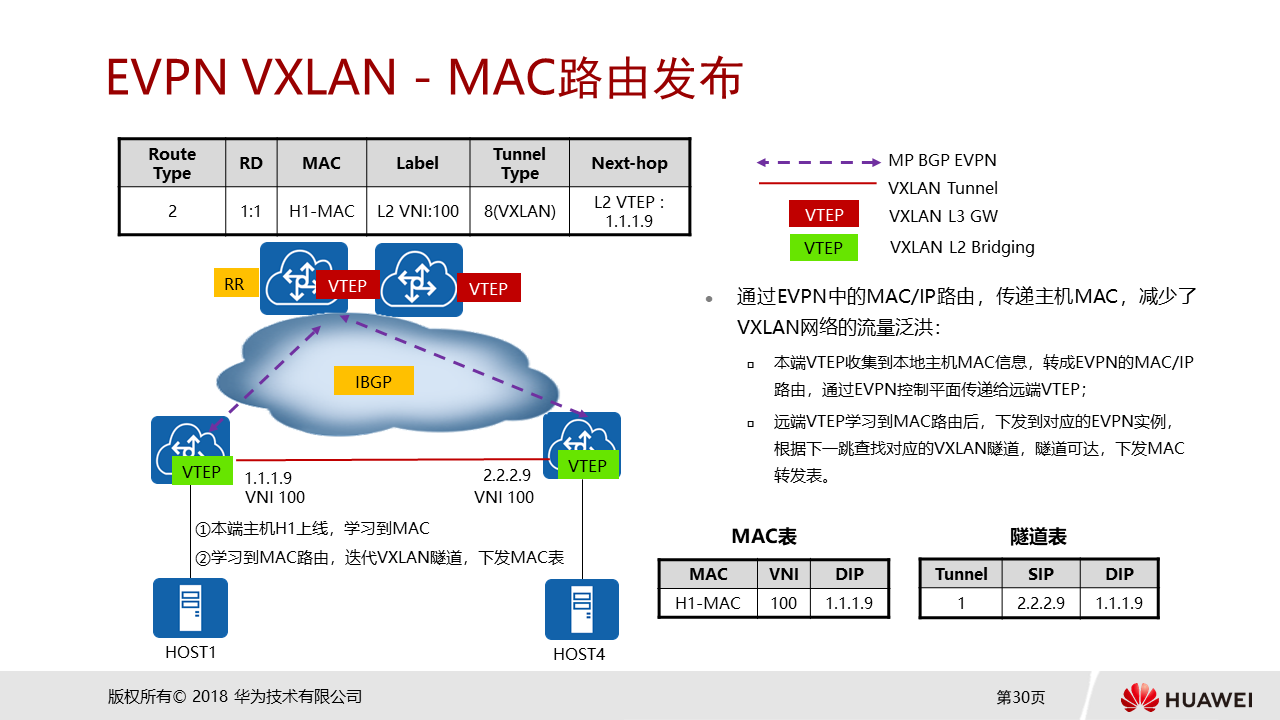 EVPN VXLAN - MAC路由发布
Route Type RD MAC Label Tunnel Type Next-hop
2 1:1 H1-MAC L2 VNI:100 8(VXLAN) L2 VTEP : 1.1.1.9
MP BGP EVPN
VXLAN Tunnel
VTEP VXLAN L3 GW
VTEP VXLAN L2 Bridging
RR
VTEP
VTEP
IBGP
VTEP
VTEP
1.1.1.9
VNI 100
2.2.2.9
VNI 100
①本端主机H1上线，学习到MAC
②学习到MAC路由，迭代VXLAN隧道，下发MAC表
HOST1
HOST4
通过EVPN中的MAC/IP路由，传递主机MAC，减少了
VXLAN网络的流量泛洪：
本端VTEP收集到本地主机MAC信息，转成EVPN的MAC/IP
路由，通过EVPN控制平面传递给远端VTEP；
远端VTEP学习到MAC路由后，下发到对应的EVPN实例，
根据下一跳查找对应的VXLAN隧道，隧道可达，下发MAC
转发表。
MAC表
MAC VNI DIP
H1-MAC 100 1.1.1.9
隧道表
Tunnel SIP DIP
1 2.2.2.9 1.1.1.9
版权所有© 2018 华为技术有限公司
第30页
HUAWEI